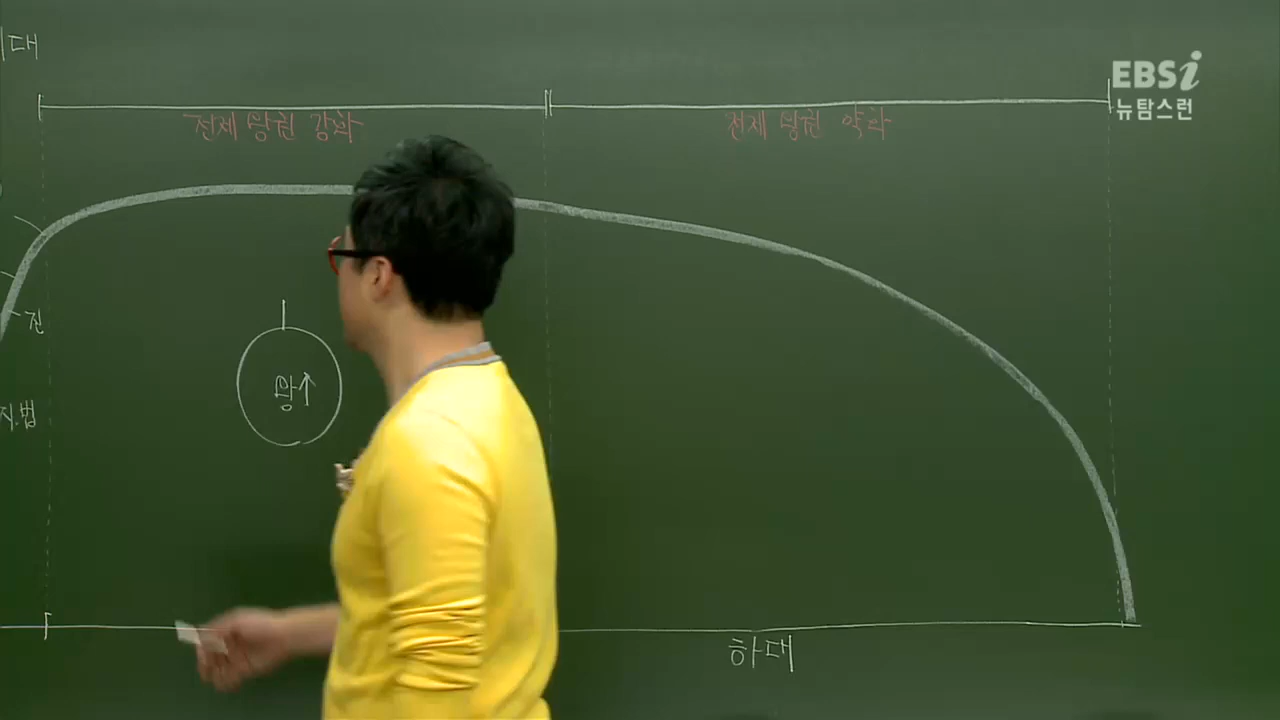 대
EBSi
뉴탐스런
전제 왕권 강화
전제 왕권 약화
진
왕↑
지.법
하대